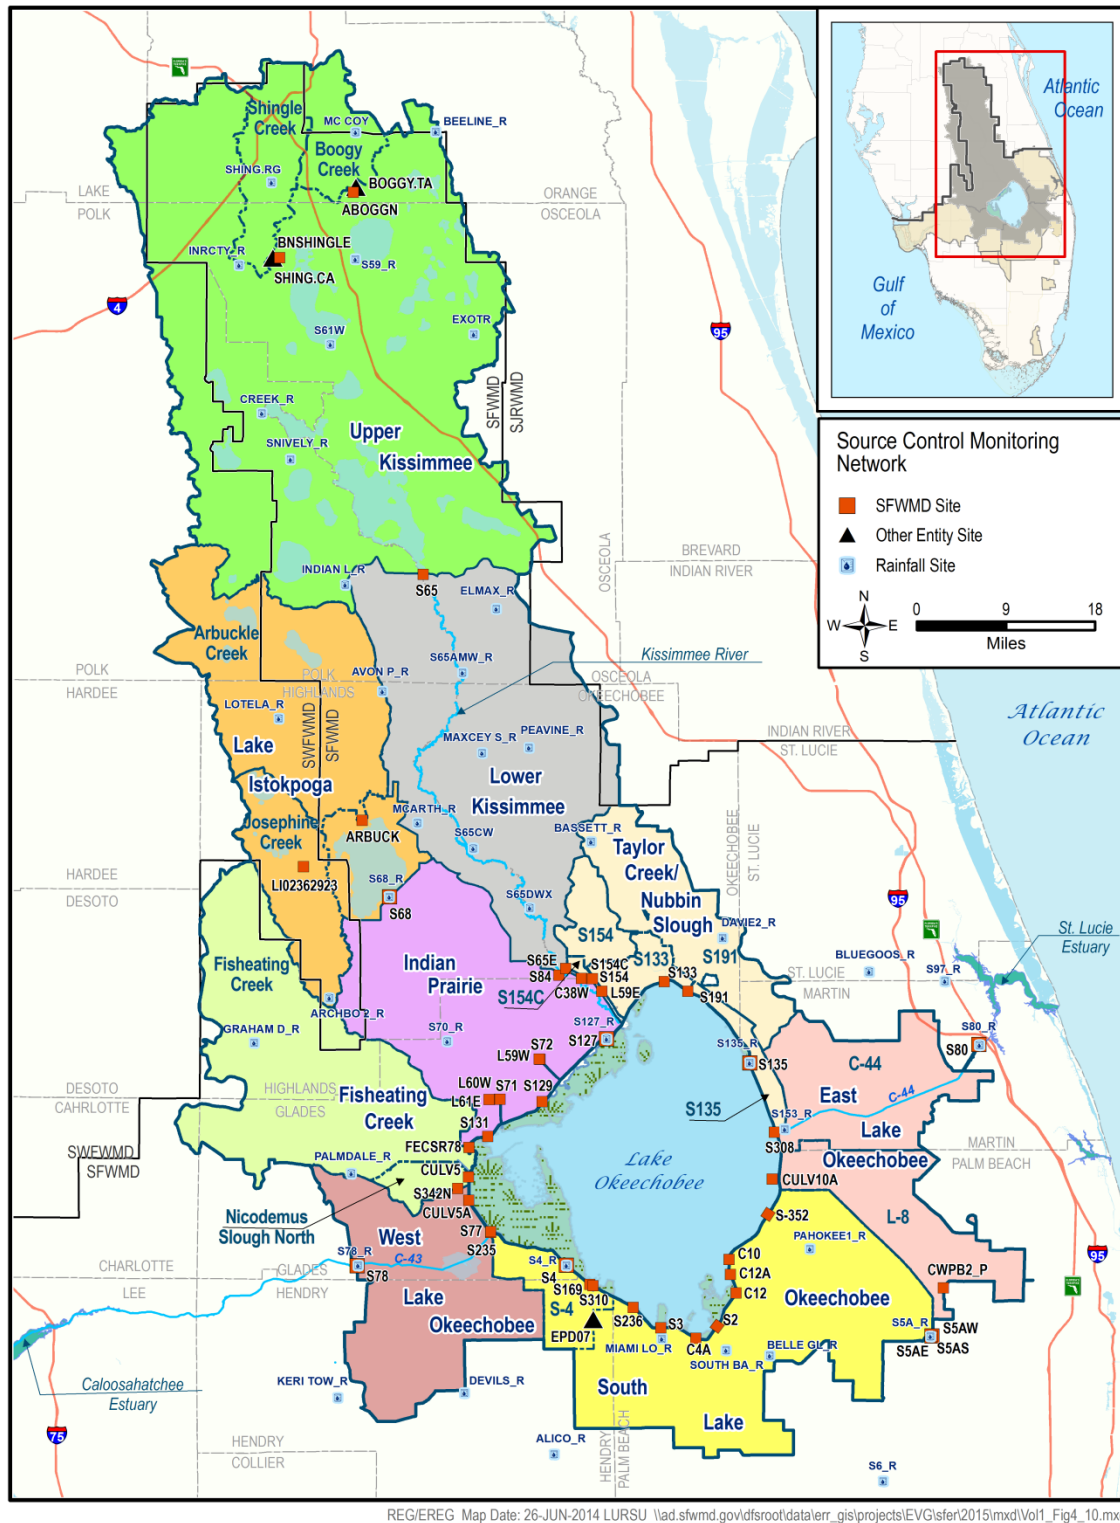 Shingle
Creek
MC COY
BEELINE_R
Boogy
Creek
SHING.RG
BOGGY.TA
ABOGGN
LAKE
POLK
ORANGE
OSCEOLA
BNSHINGLE
INRCTY_R
SHING.CA
S59_R
4
EXOTR
S61W
95
SFWMD
SJRWMD
CREEK_R
SNIVELY_R
Upper
Kissimmee
Atlantic
Ocean
Gulf
of
Mexico
Source Control Monitoring
Network
SFWMD Site
Other Entity Site
Rainfall Site
N
W
E
S
0
9
18
Miles
BREVARD
INDIAN RIVER
OSCEOLA
INDIAN L_R
S65
ELMAX_R
Arbuckle
Creek
S65AMW_R
Kissimmee River
POLK
HARDEE
POLK
HIGHLANDS
AVON P_R
OSCEOLA
OKEECHOBEE
LOTELA_R
Lake
Istokpoga
SWFWMD
SFWMD
MAXCEY S_R
PEAVINE_R
Lower
Kissimmee
INDIAN RIVER
ST. LUCIE
Atlantic
Ocean
MCARTH_R
S65CW
BASSETT_R
Josephine
Creek
ARBUCK
Taylor
Creek/
Nubbin
Slough
OKEECHOBEE
ST. LUCIE
LI02362923
HARDEE
DESOTO
S68_R
S68
S65DWX
DAVIE2_R
95
S154
S133
S191
St. Lucie
Estuary
Fisheating
Creek
Indian
Prairie
S65E
S84
S154C
S154
C38W
L59E
S154C
S133
S191
BLUEGOOS_R
S97_R
ST. LUCIE
MARTIN
ARCHBO 2_R
GRAHAM D_R
S70_R
S127_R
S127
S72
L59W
S135_R
S135
S80_R
S80
C-44
C-44
DESOTO
CAHRLOTTE
HIGHLANDS
GLADES
Fisheating
Creek
L60W
S71
L61E
S129
S131
S135
S153_R
East
Lake
Okeechobee
S308
MARTIN
PALM BEACH
SWFWMD
SFWMD
FECSR78
PALMDALE_R
CULV5
S342N
CULV5A
Lake
Okeechobee
CULV10A
Nicodemus
Slough North
West
S77
S235
S-352
L-8
PAHOKEE1_R
95
S78_R
C-43
S78
CHARLOTTE
LEE
GLADES
HENDRY
S4_R
S4
S169
S310
S-4
C10
C12A
C12
CWPB2_P
Lake
Okeechobee
S236
EPD07
S3
S2
Okeechobee
S5A_R
S5AW
S5AE
S5AS
MIAMI LO_R
C4A
SOUTH BA_R
BELLE GL_R
Caloosahatchee
Estuary
KERI TOW_R
DEVILS_R
South
Lake
75
HENDRY
COLLIER
ALICO_R
HENDRY
PALM BEACH
S6_R
REG/EREG Map Date: 26-JUN-2014 LURSU \\ad.sfwmd.gov\dfsroot\data\err_gis\projects\EVG\sfer\2015\mxd\Vol1_Fig4_10.mx